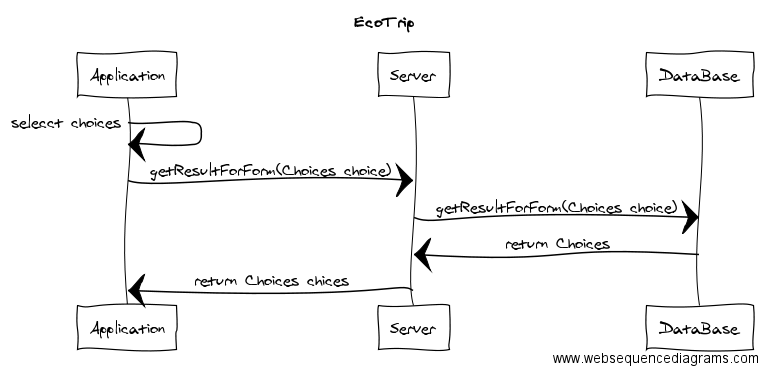 EcoTrip
Application
Server
DataBase
selecct choices
getResultForForm(Choices choice)
getResultForForm(Choices choice)
return Choices
return Choices chices
Application
Server
DataBase
www.websequencediagrams.com